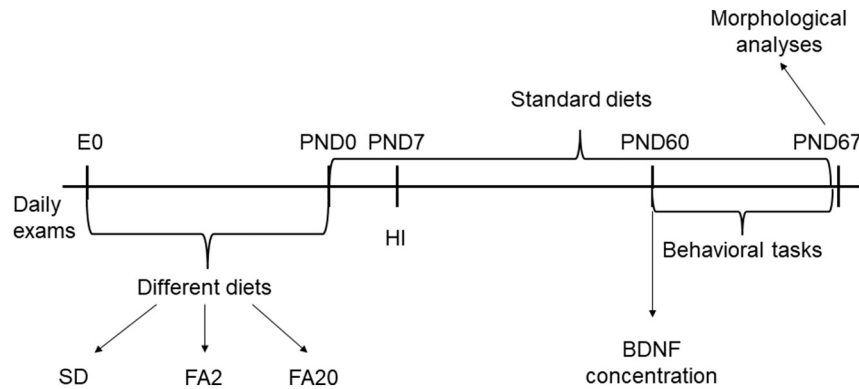 Morphological
analyses
Standard diets
E0
PND0
PND7
PND60
PND67
Daily
exams
HI
Behavioral tasks
Different diets
SD
FA2
FA20
BDNF
concentration